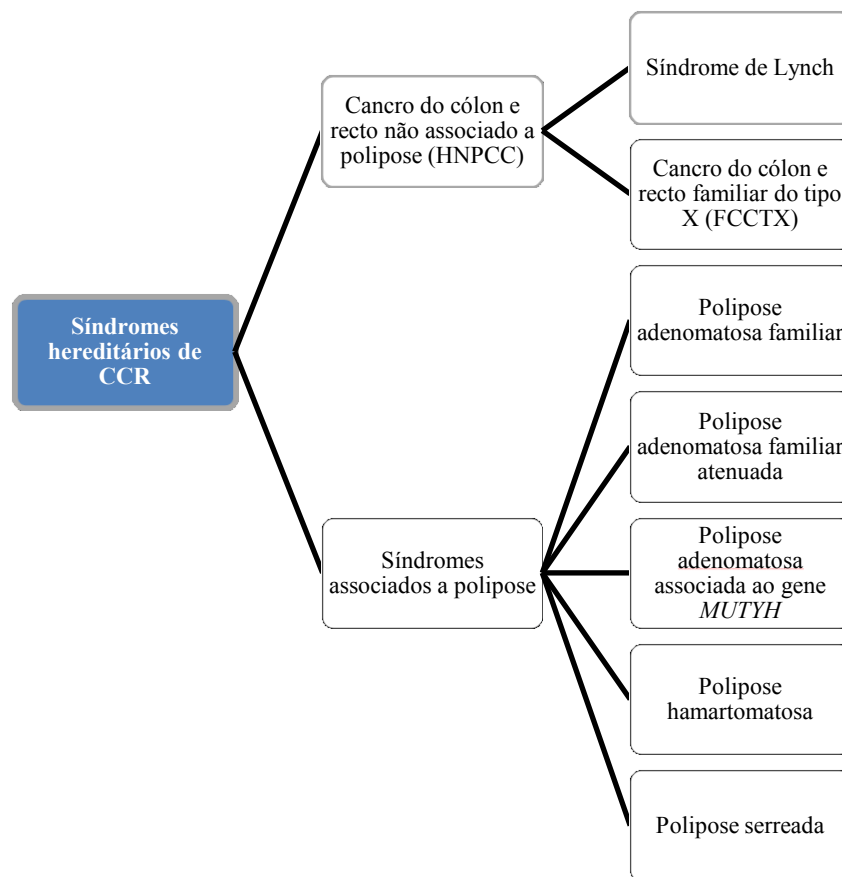 Síndromes
hereditários de
CCR
Cancro do cólon e
recto não associado a
polipose (HNPCC)
Síndrome de Lynch
Cancro do cólon e
recto familiar do tipo
X (FCCTX)
Síndromes
associados a polipose
Polipose
adenomatosa familiar
Polipose
adenomatosa familiar
atenuada
Polipose
adenomatosa
associada ao gene
MUTYH
Polipose
hamartomatosa
Polipose serreada